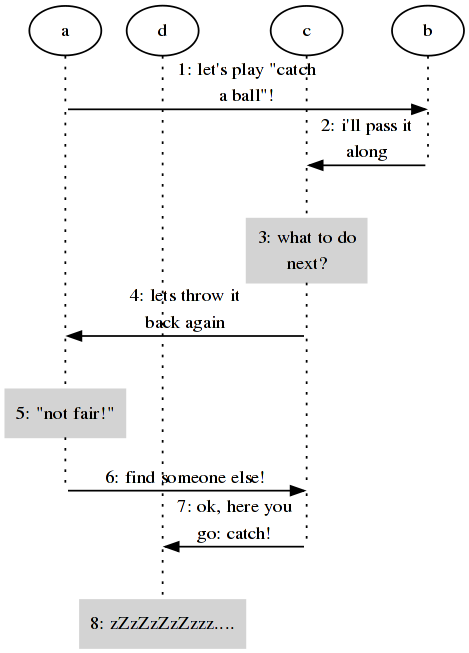 a d c b
1: let's play "catch
a ball"!
2: i'll pass it
along
3: what to do
next?
4: lets throw it
back again
5: "not fair!"
6: find someone else!
7: ok, here you
go: catch!
8: zZzZzZzZzzz....